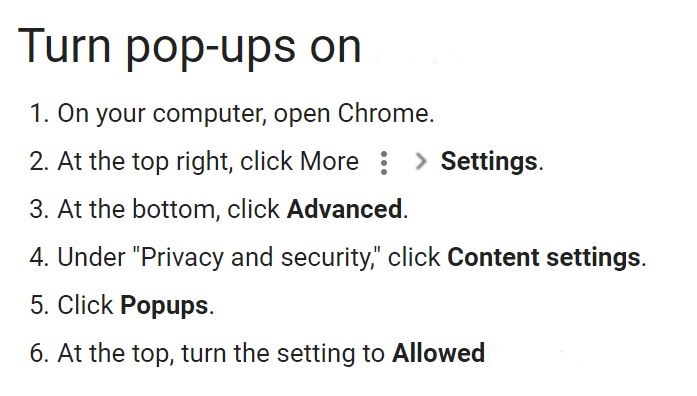 Turn pop-ups on
1. On your computer, open Chrome.
2. At the top right, click More ⋮ > Settings.
3. At the bottom, click Advanced.
4. Under "Privacy and security," click Content settings.
5. Click Popups.
6. At the top, turn the setting to Allowed